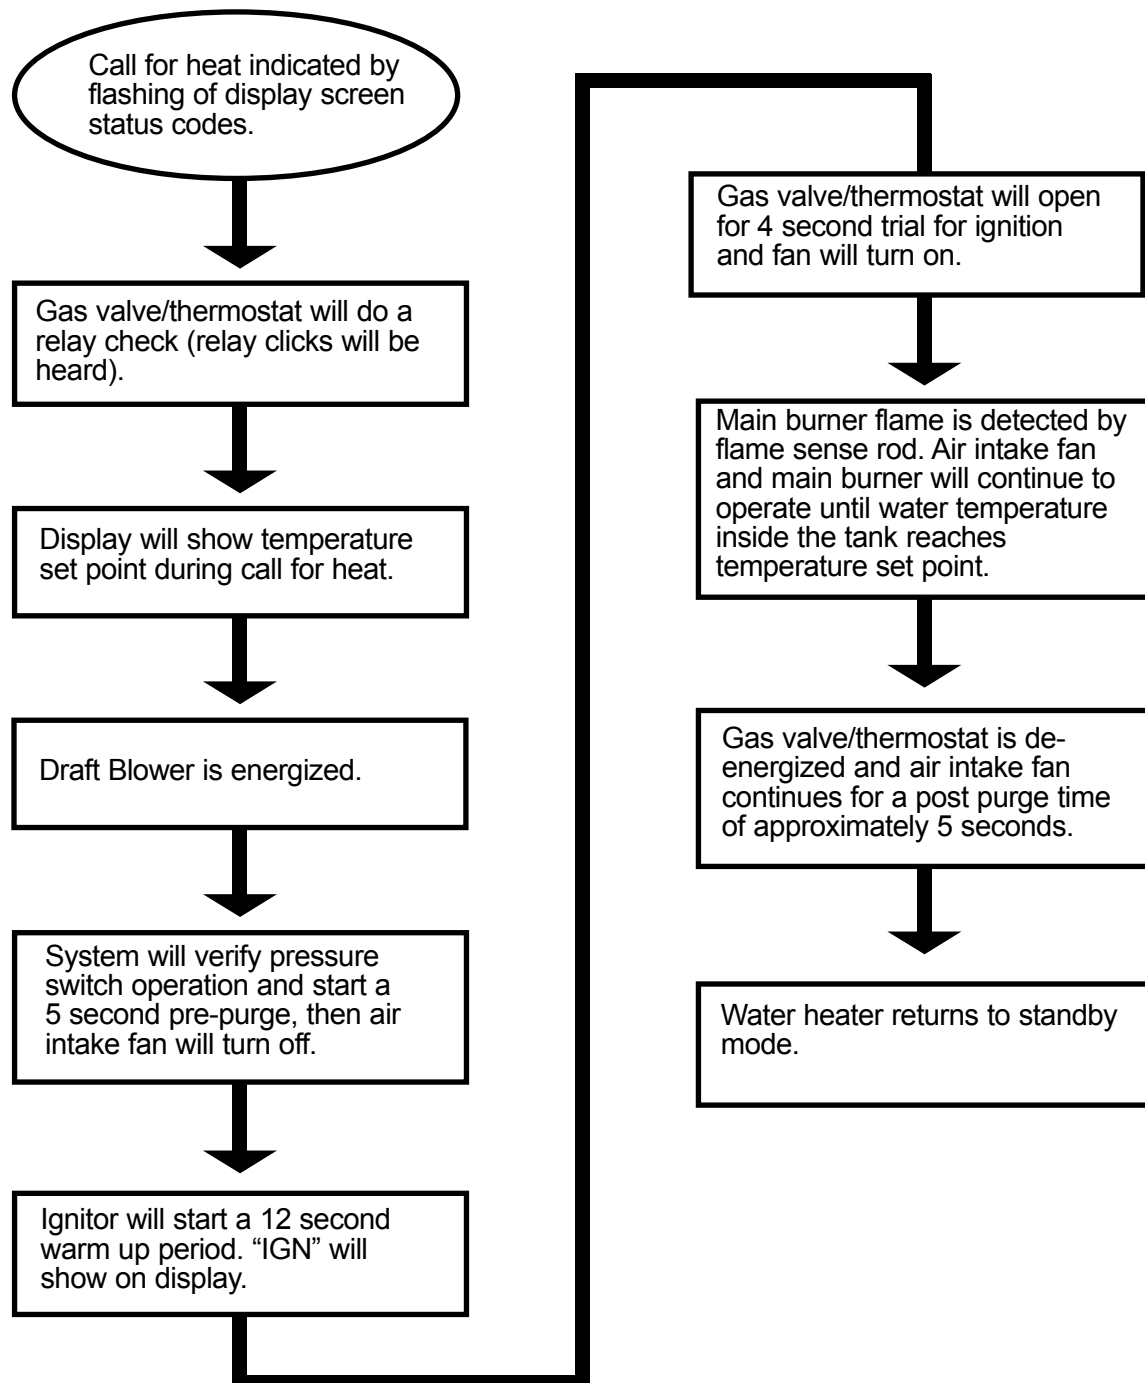 Call for heat indicated by
flashing of display screen
status codes.
Gas valve/thermostat will do a
relay check (relay clicks will be
heard).
Display will show temperature
set point during call for heat.
Draft Blower is energized.
System will verify pressure
switch operation and start a
5 second pre-purge, then air
intake fan will turn off.
Ignitor will start a 12 second
warm up period. “IGN” will
show on display.
Gas valve/thermostat will open
for 4 second trial for ignition
and fan will turn on.
Main burner flame is detected by
flame sense rod. Air intake fan
and main burner will continue to
operate until water temperature
inside the tank reaches
temperature set point.
Gas valve/thermostat is de-
energized and air intake fan
continues for a post purge time
of approximately 5 seconds.
Water heater returns to standby
mode.